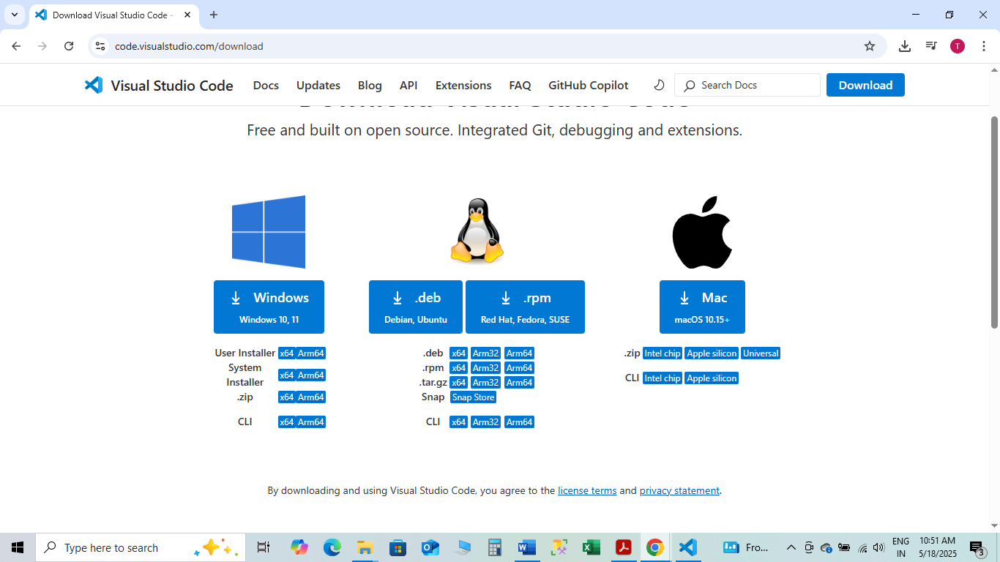 Download Visual Studio Code -
code.visualstudio.com/download
T
Visual Studio Code Docs Updates Blog API Extensions FAQ GitHub Copilot Search Docs Download
Download Visual Studio Code
Free and built on open source. Integrated Git, debugging and extensions.
Windows
Windows 10, 11
.deb
Debian, Ubuntu
.rpm
Red Hat, Fedora, SUSE
Mac
macOS 10.15+
User Installer x64 Arm64
System
Installer x64 Arm64
.zip x64 Arm64
CLI x64 Arm64
.deb x64 Arm32 Arm64
.rpm x64 Arm32 Arm64
.tar.gz x64 Arm32 Arm64
Snap Snap Store
CLI x64 Arm32 Arm64
.zip Intel chip Apple silicon Universal
CLI Intel chip Apple silicon
By downloading and using Visual Studio Code, you agree to the license terms and privacy statement.
Type here to search
Fro...
ENG
IN
10:51 AM
5/18/2025
3